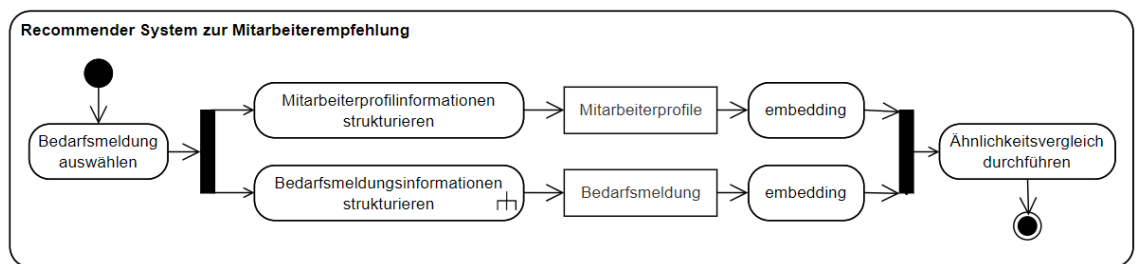 Recommender System zur Mitarbeiterempfehlung
Bedarfsmeldung
auswählen
Mitarbeiterprofilinformationen
strukturieren
Mitarbeiterprofile
embedding
Bedarfsmeldungsinformationen
strukturieren
Bedarfsmeldung
embedding
Ähnlichkeitsvergleich
durchführen